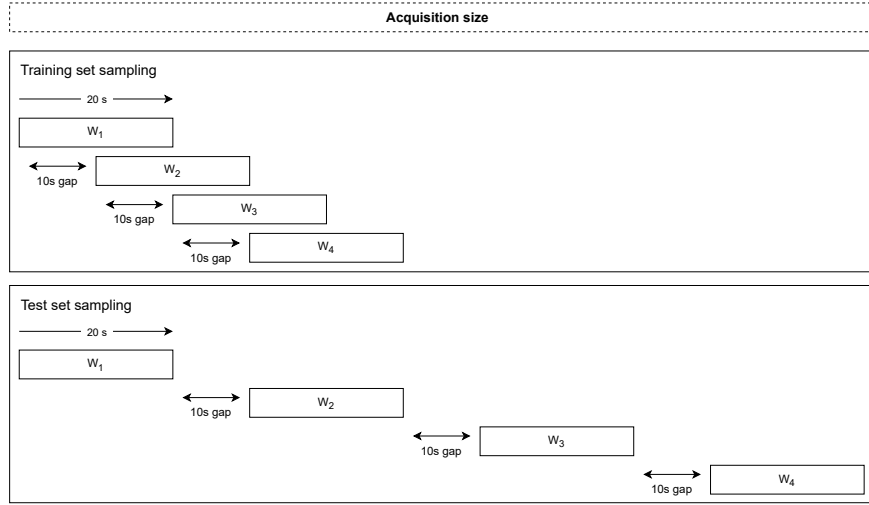 Acquisition size
Training set sampling
20 s
W1
W2
10s gap
W3
10s gap
W4
10s gap
Test set sampling
20 s
W1
W2
10s gap
W3
10s gap
W4
10s gap